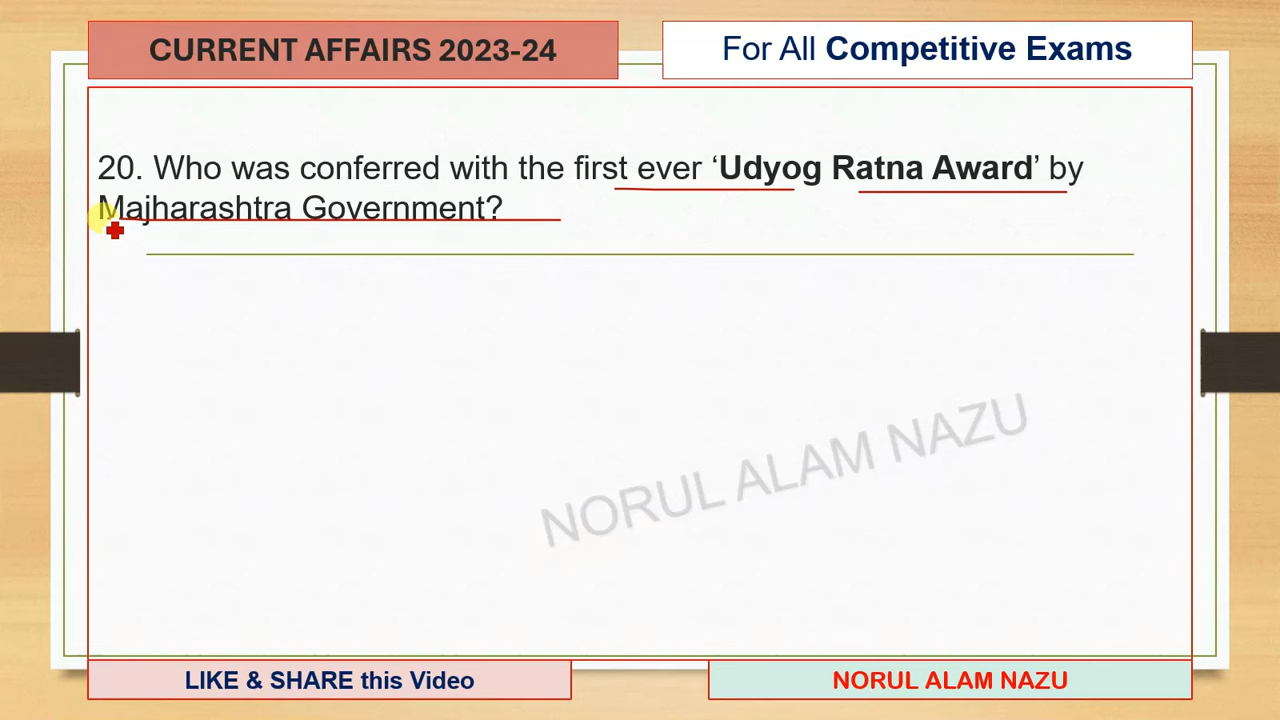 CURRENT AFFAIRS 2023-24
For All Competitive Exams
20. Who was conferred with the first ever ‘Udyog Ratna Award’ by
Majharashtra Government?
NORUL ALAM NAZU
LIKE & SHARE this Video
NORUL ALAM NAZU